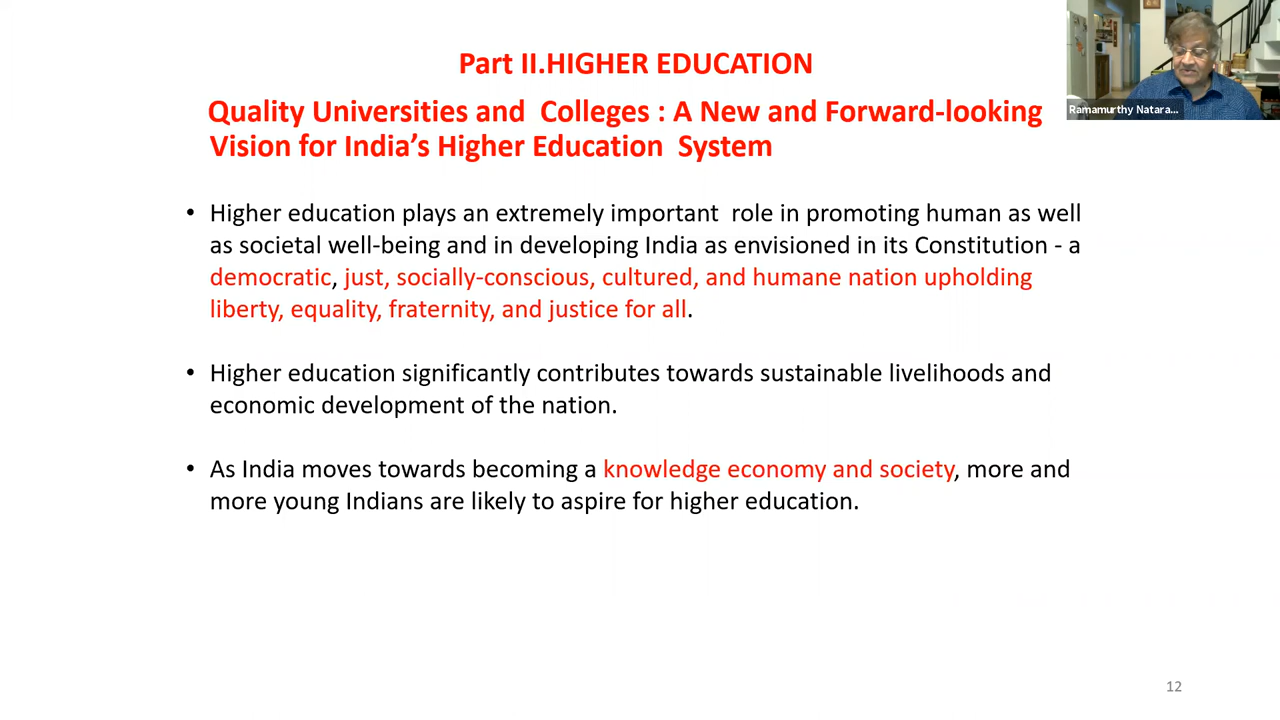 Part II.HIGHER EDUCATION
Quality Universities and Colleges : A New and Forward-looking
Vision for India’s Higher Education System
• Higher education plays an extremely important role in promoting human as well
as societal well-being and in developing India as envisioned in its Constitution - a
democratic, just, socially-conscious, cultured, and humane nation upholding
liberty, equality, fraternity, and justice for all.
• Higher education significantly contributes towards sustainable livelihoods and
economic development of the nation.
• As India moves towards becoming a knowledge economy and society, more and
more young Indians are likely to aspire for higher education.
Ramamurthy Natara...
12